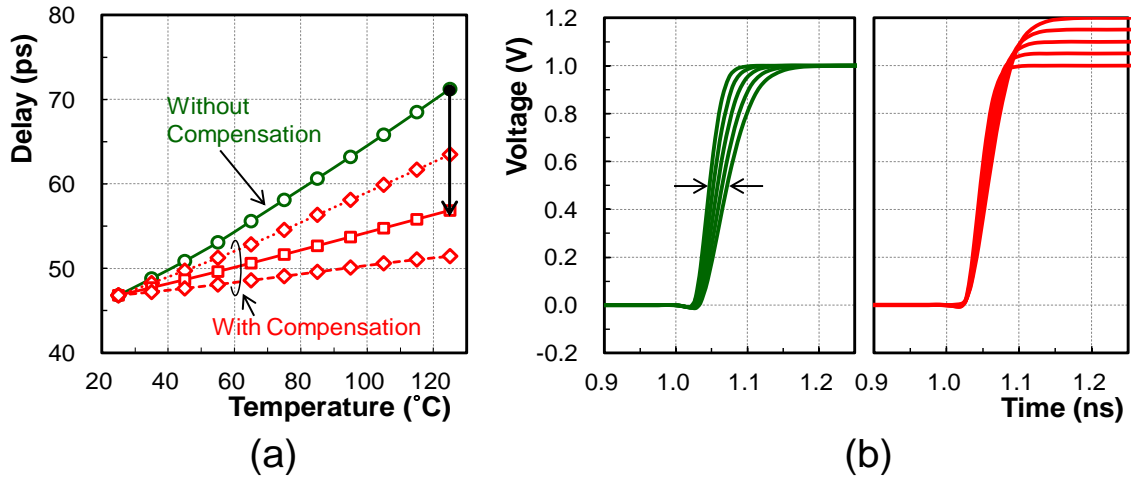 Delay (ps)
80
70
60
50
40
Without
Compensation
With Compensation
20
40
60
80
100
120
Temperature (˚C)
(a)
(b)
Voltage (V)
1.2
1.0
0.8
0.6
0.4
0.2
0.0
-0.2
0.9
1.0
1.1
1.2
0.9
1.0
1.1
1.2
Time (ns)
(b)